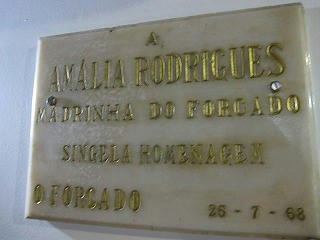 A
AMÁLIA RODRIGUES
MADRINHA DO FORCADO
SINGELA HOMENAGEM
O FORCADO
26-7-68